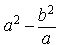 a² − b²/a